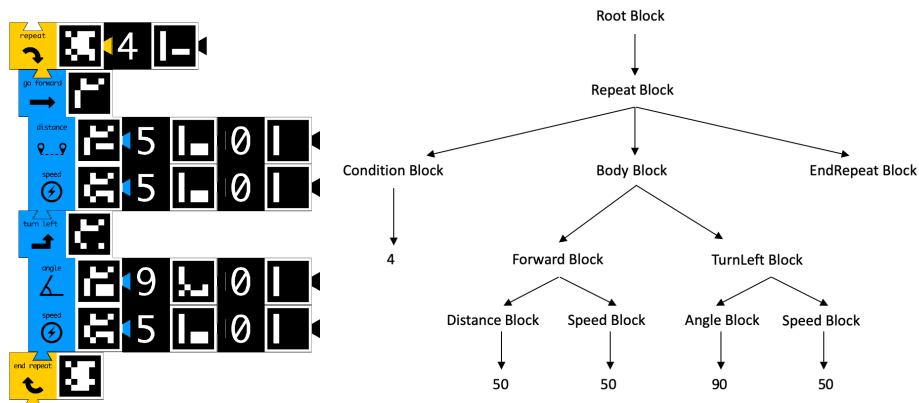 repeat
4
go forward
distance
5 0
speed
5 0
turn left
angle
9 0
speed
5 0
end repeat
Root Block
Repeat Block
Condition Block Body Block EndRepeat Block
4 Forward Block TurnLeft Block
Distance Block Speed Block Angle Block Speed Block
50 50 90 50